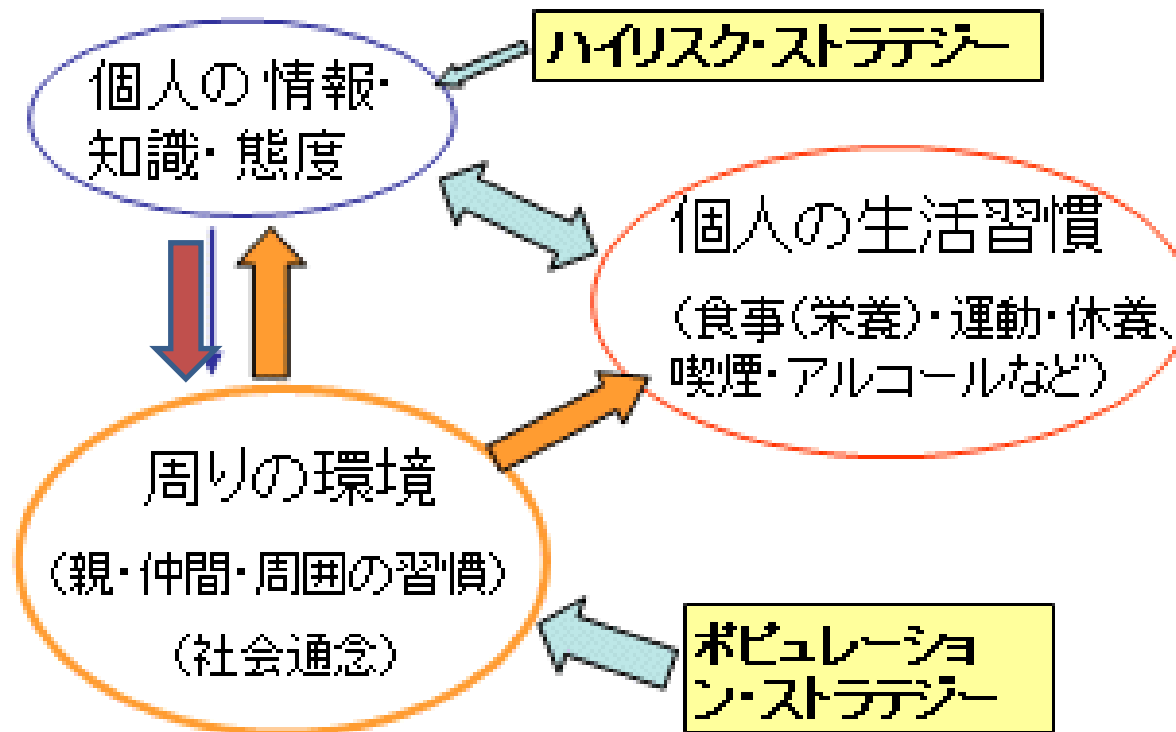 ハイリスク・ストラテジー
個人の情報・
知識・態度
個人の生活習慣
(食事(栄養)・運動・休養、
喫煙・アルコールなど)
周りの環境
(親・仲間・周囲の習慣)
(社会通念)
ポピュレーショ
ン・ストラテジー